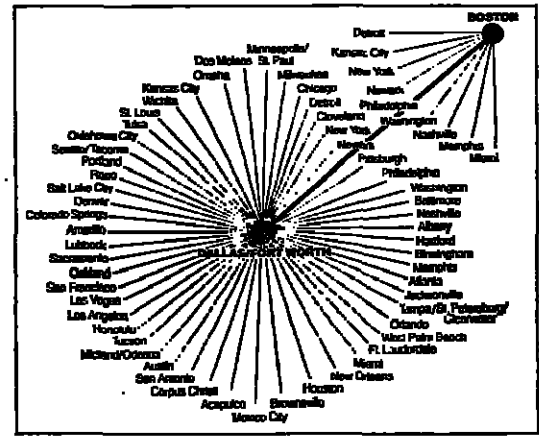 BOSTON
Detroit
Kansas City
New York
Newark
Philadelphia
Washington
Nashville
Memphis
Miami
Minneapolis/
St. Paul
Des Moines
Omaha
Kansas City
Wichita
St. Louis
Tulsa
Oklahoma City
Seattle/Tacoma
Portland
Reno
Salt Lake City
Denver
Colorado Springs
Amarillo
Lubbock
Sacramento
Oakland
San Francisco
Las Vegas
Los Angeles
Honolulu
Tucson
Midland/Odessa
Austin
San Antonio
Corpus Christi
Acapulco
Mexico City
Brownsville
Houston
New Orleans
Miami
Ft. Lauderdale
West Palm Beach
Orlando
Tampa/St. Petersburg/
Clearwater
Jacksonville
Atlanta
Memphis
Birmingham
Hartford
Albany
Nashville
Baltimore
Washington
Philadelphia
Pittsburgh
Newark
New York
Cleveland
Detroit
Chicago
Milwaukee
DALLAS/FORT WORTH